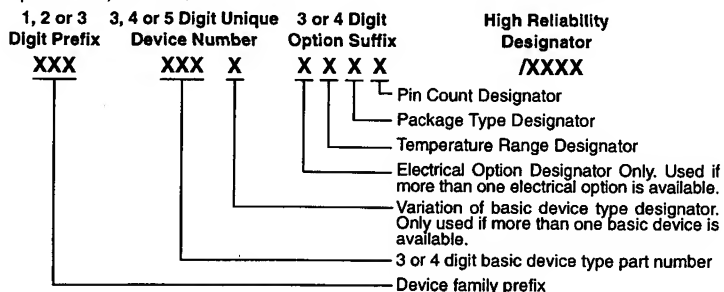 1, 2 or 3 3, 4 or 5 Digit Unique 3 or 4 Digit High Reliability
Digit Prefix Device Number Option Suffix Designator
XXX XXX X X X X X /XXXX
Pin Count Designator
Package Type Designator
Temperature Range Designator
Electrical Option Designator Only. Used if
more than one electrical option is available.
Variation of basic device type designator.
Only used if more than one basic device is
available.
3 or 4 digit basic device type part number
Device family prefix